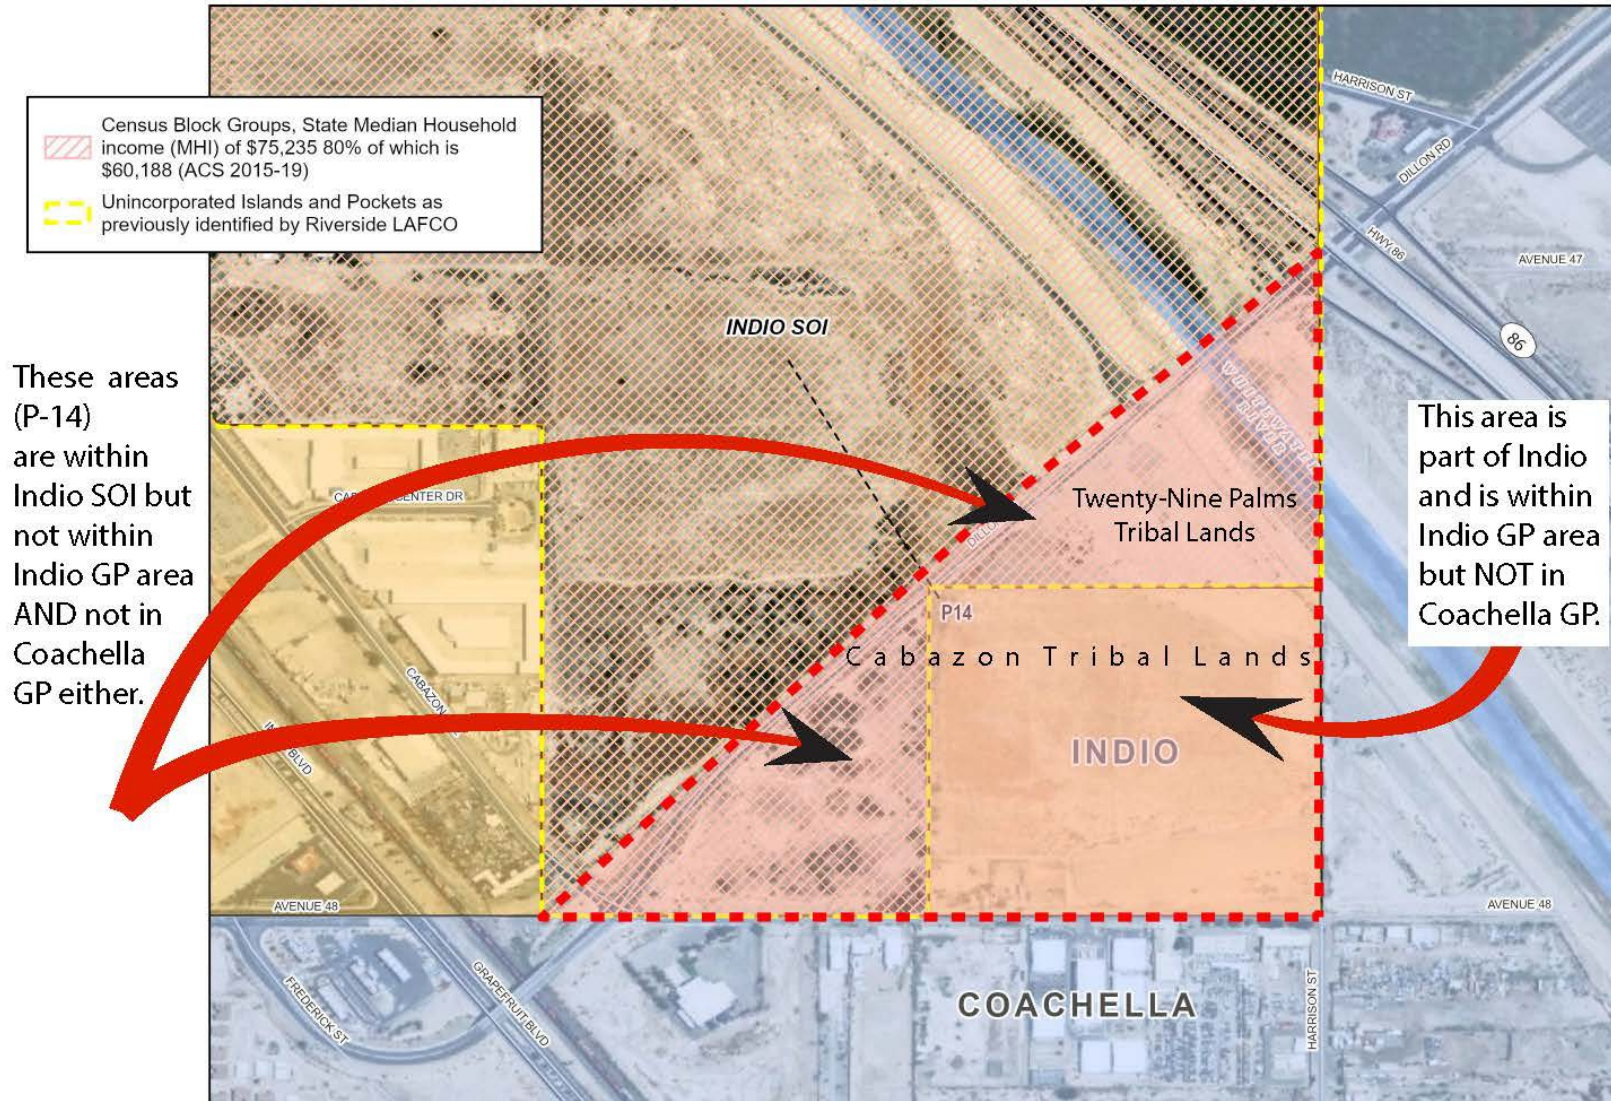 Census Block Groups, State Median Household
income (MHI) of $75,235 80% of which is
$60,188 (ACS 2015-19)
Unincorporated Islands and Pockets as
previously identified by Riverside LAFCO
HARRISON ST
DILLON RD
HWY 86
AVENUE 47
86
INDIO SOI
These areas
(P-14)
are within
Indio SOI but
not within
Indio GP area
AND not in
Coachella
GP either.
WHITEWATER
RIVER
This area is
part of Indio
and is within
Indio GP area
but NOT in
Coachella GP.
CENTER DR
Twenty-Nine Palms
Tribal Lands
P14
Cabazon Tribal Lands
CABAZON
BLVD
INDIO
AVENUE 48
AVENUE 48
FREDERICK ST
GRAPEFRUIT BLVD
COACHELLA
HARRISON ST